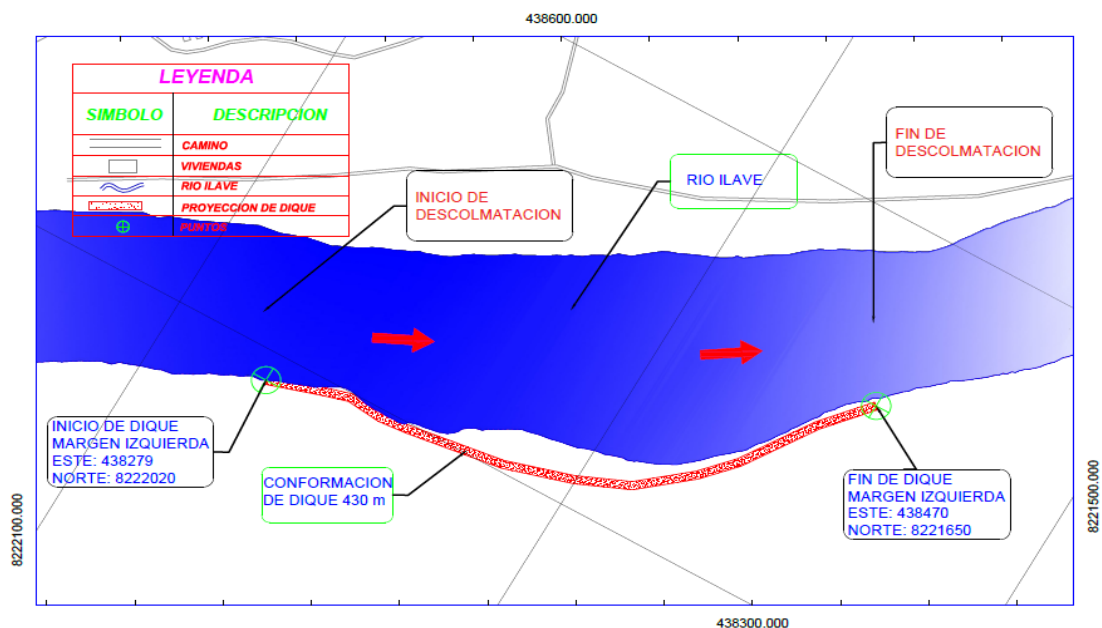 438600.000
LEYENDA
SIMBOLO DESCRIPCION
CAMINO
VIVIENDAS
RIO ILAVE
PROYECCION DE DIQUE
PUNTOS
INICIO DE
DESCOLMATACION
RIO ILAVE
FIN DE
DESCOLMATACION
INICIO DE DIQUE
MARGEN IZQUIERDA
ESTE: 438279
NORTE: 8222020
CONFORMACION
DE DIQUE 430 m
FIN DE DIQUE
MARGEN IZQUIERDA
ESTE: 438470
NORTE: 8221650
8222100.000
8221500.000
438300.000